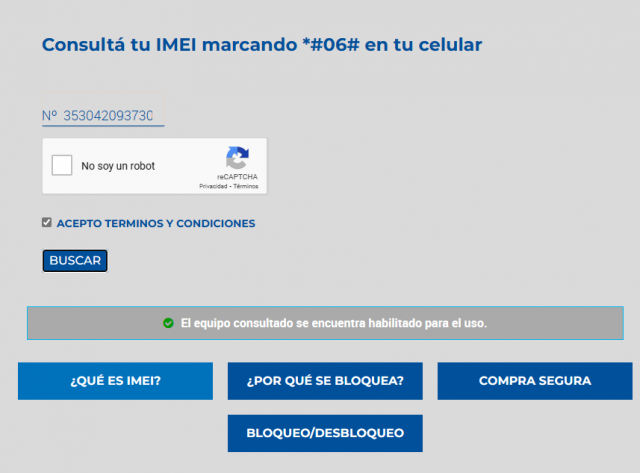 Consultá tu IMEI marcando *#06# en tu celular
Nº 353042093730
No soy un robot
reCAPTCHA
Privacidad - Términos
ACEPTO TERMINOS Y CONDICIONES
BUSCAR
El equipo consultado se encuentra habilitado para el uso.
¿QUÉ ES IMEI?
¿POR QUÉ SE BLOQUEA?
COMPRA SEGURA
BLOQUEO/DESBLOQUEO